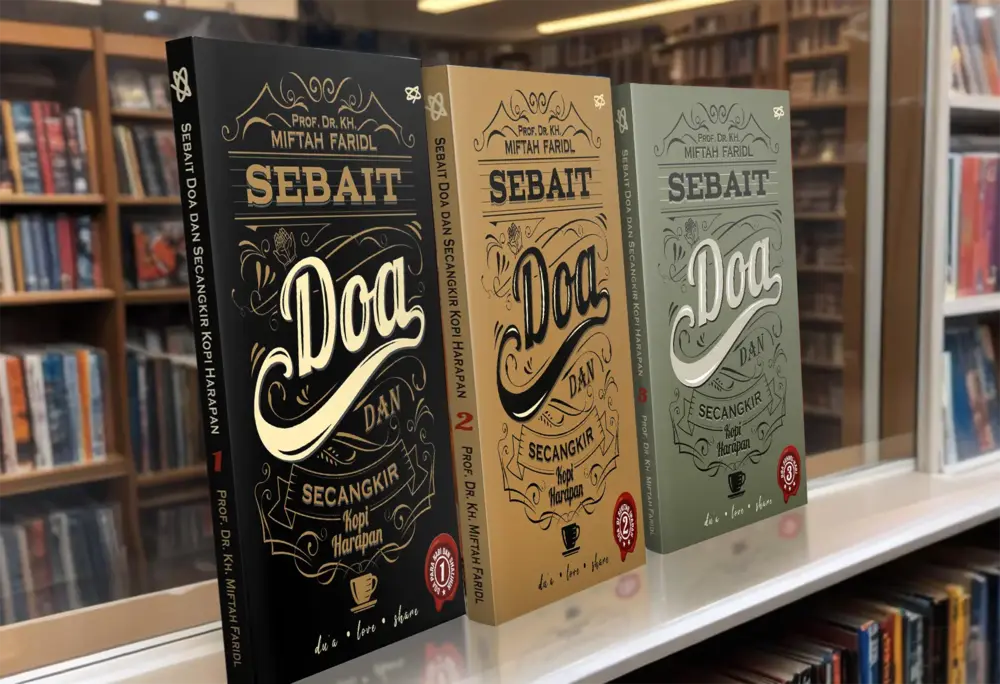 SEBAIT DOA DAN SECANGKIR KOPI HARAPAN 1 PROF. DR. KH. MIFTAH FARIDL
PROF. DR. KH.
MIFTAH FARIDL
SEBAIT
Doa
DAN
SECANGKIR
Kopi
Harapan
1
du'a • love • share
SEBAIT DOA DAN SECANGKIR KOPI HARAPAN 2 PROF. DR. KH. MIFTAH FARIDL
PROF. DR. KH.
MIFTAH FARIDL
SEBAIT
Doa
DAN
SECANGKIR
Kopi
Harapan
2
du'a • love • share
SEBAIT DOA DAN SECANGKIR KOPI HARAPAN 3 PROF. DR. KH. MIFTAH FARIDL
PROF. DR. KH.
MIFTAH FARIDL
SEBAIT
Doa
DAN
SECANGKIR
Kopi
Harapan
3
du'a • love • share